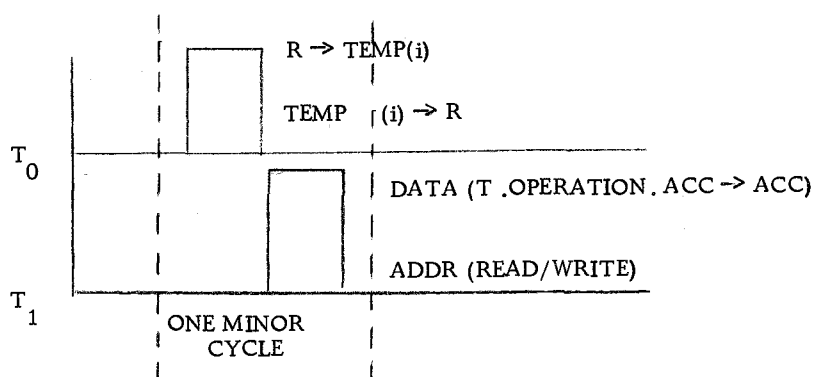 R → TEMP(i)
TEMP (i) → R
T0
DATA (T .OPERATION. ACC → ACC)
ADDR (READ/WRITE)
T1
ONE MINOR
CYCLE